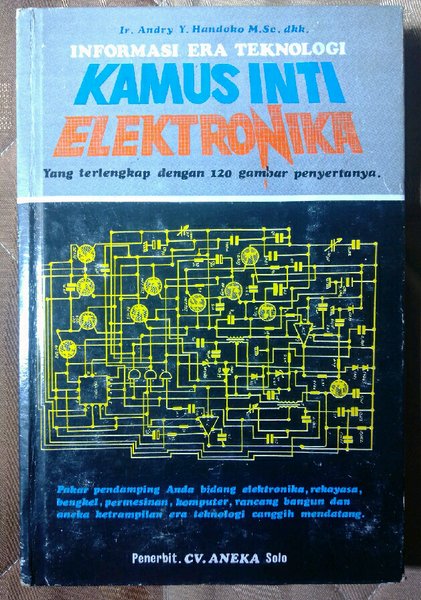 Ir. Andry Y. Handoko M.Sc. dkk.
INFORMASI ERA TEKNOLOGI
KAMUS INTI
ELEKTRONIKA
Yang terlengkap dengan 120 gambar penyertanya.
Pakar pendamping Anda bidang elektronika, rekayasa,
bengkel, permesinan, komputer, rancang bangun dan
aneka ketrampilan era teknologi canggih mendatang.
Penerbit. CV. ANEKA Solo